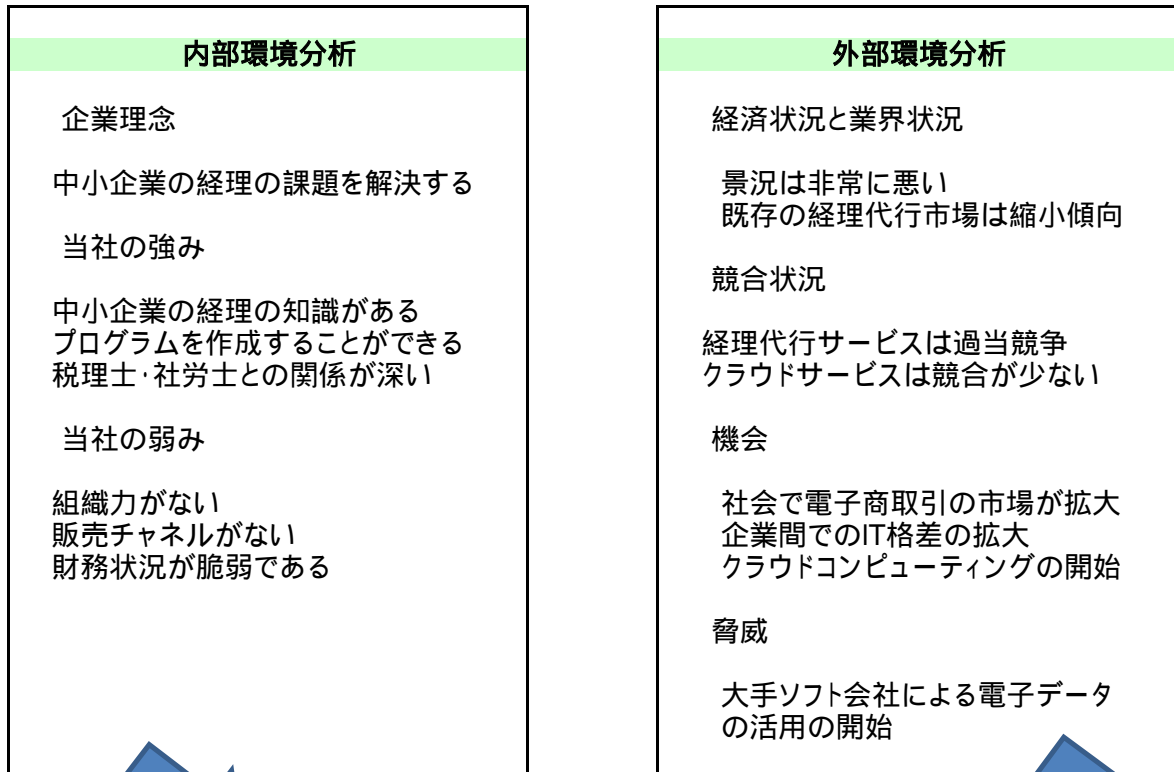 内部環境分析
企業理念
中小企業の経理の課題を解決する
当社の強み
中小企業の経理の知識がある
プログラムを作成することができる
税理士・社労士との関係が深い
当社の弱み
組織力がない
販売チャネルがない
財務状況が脆弱である
外部環境分析
経済状況と業界状況
景況は非常に悪い
既存の経理代行市場は縮小傾向
競合状況
経理代行サービスは過当競争
クラウドサービスは競合が少ない
機会
社会で電子商取引の市場が拡大
企業間でのIT格差の拡大
クラウドコンピューティングの開始
脅威
大手ソフト会社による電子データ
の活用の開始